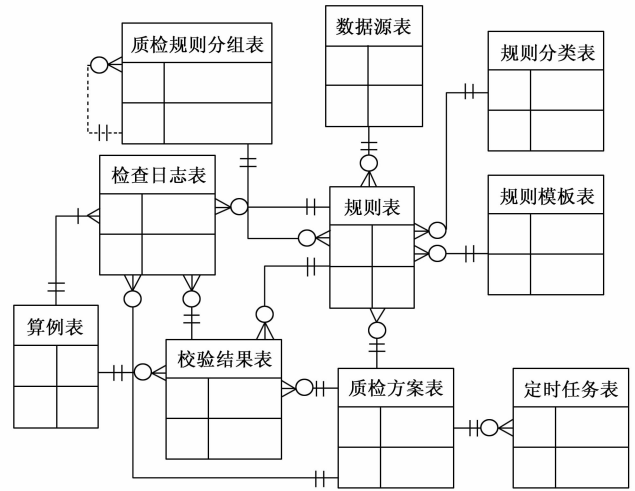 质检规则分组表
数据源表
规则分类表
检查日志表
规则表
规则模板表
算例表
校验结果表
质检方案表
定时任务表